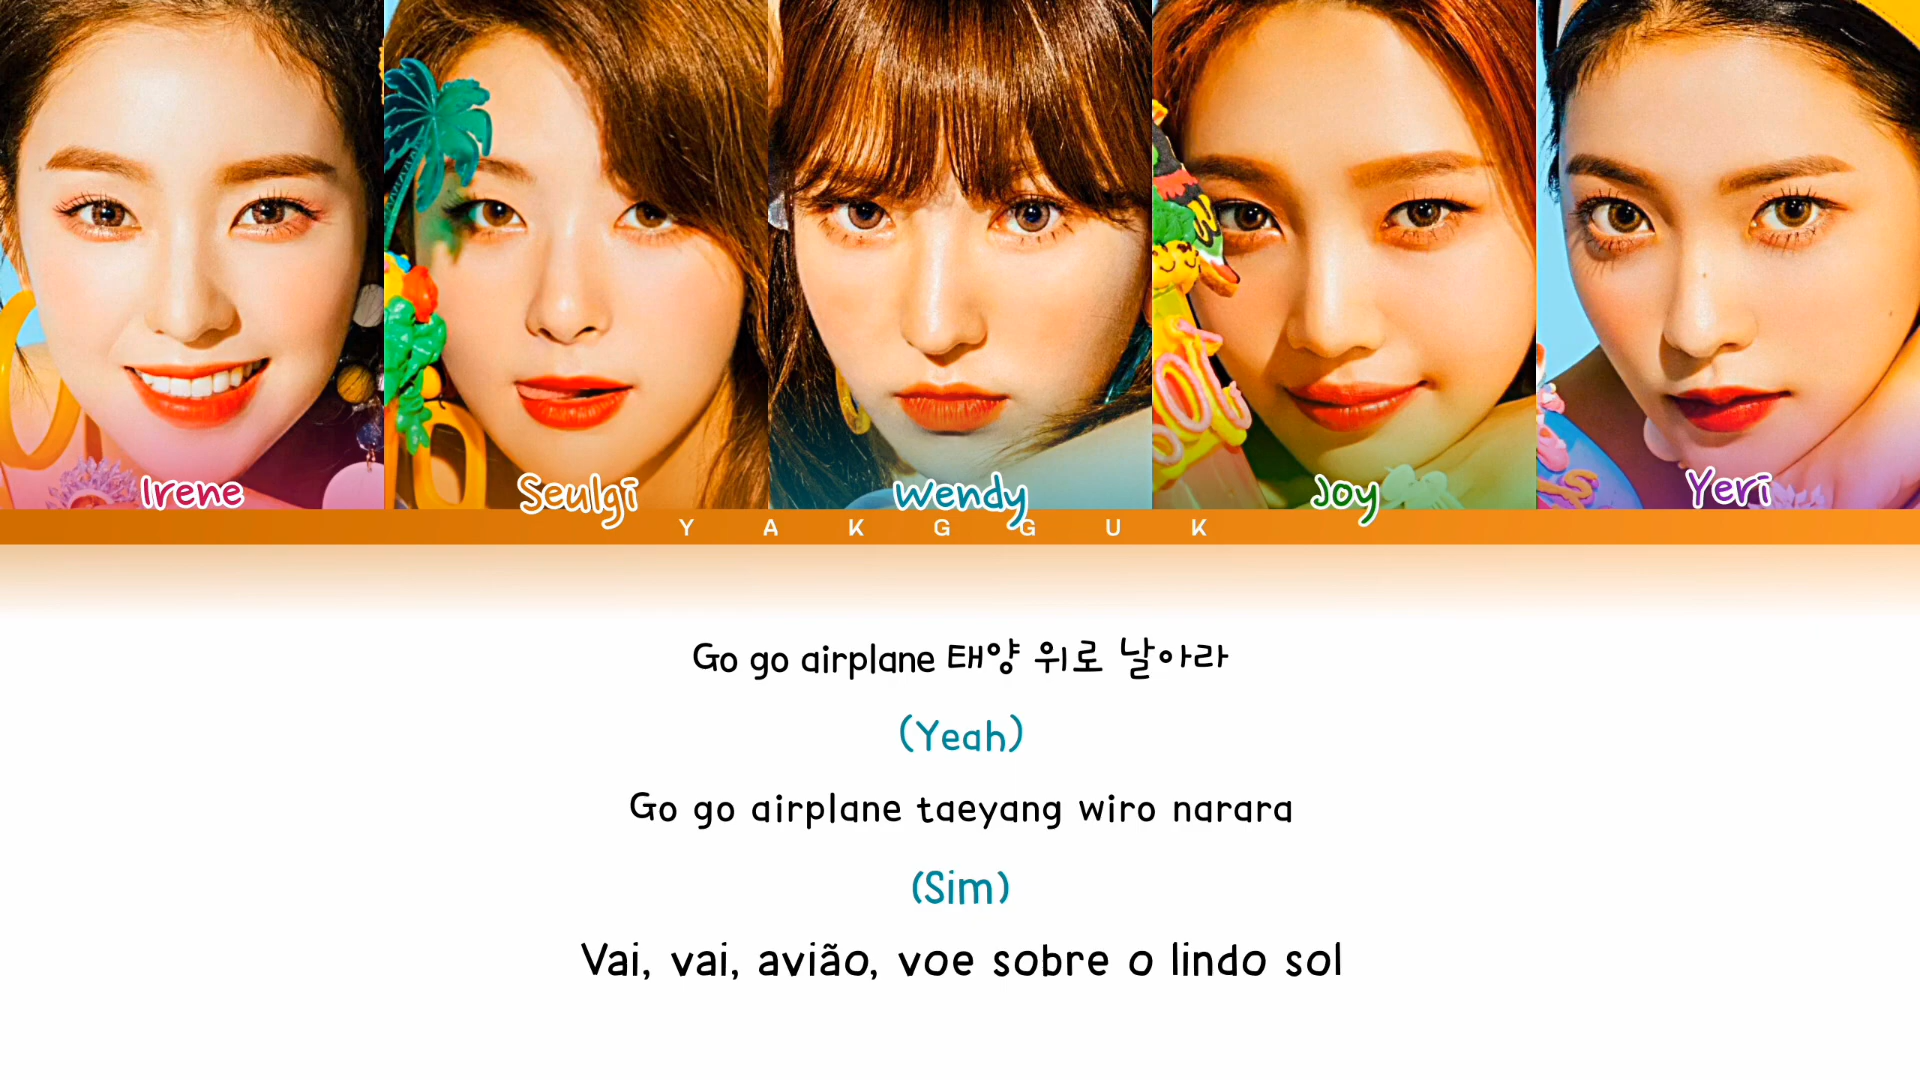 Irene
Seulgi
Wendy
Joy
Yeri
YAKGGUK
Go go airplane 태양 위로 날아라
(Yeah)
Go go airplane taeyang wiro narara
(Sim)
Vai, vai, avião, voe sobre o lindo sol